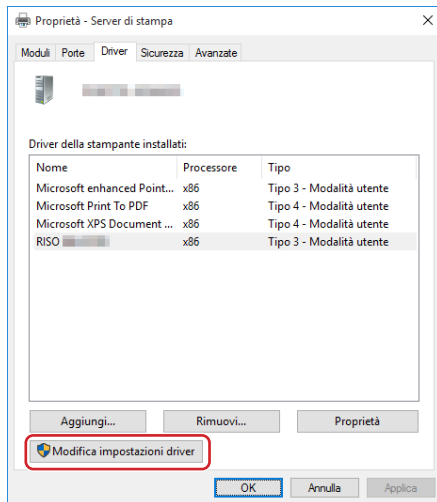 Proprietà - Server di stampa
Moduli Porte Driver Sicurezza Avanzate
Driver della stampante installati:
Nome Processore Tipo
Microsoft enhanced Point... x86 Tipo 3 - Modalità utente
Microsoft Print To PDF x86 Tipo 4 - Modalità utente
Microsoft XPS Document ... x86 Tipo 4 - Modalità utente
RISO x86 Tipo 3 - Modalità utente
Aggiungi... Rimuovi... Proprietà
Modifica impostazioni driver
OK Annulla Applica